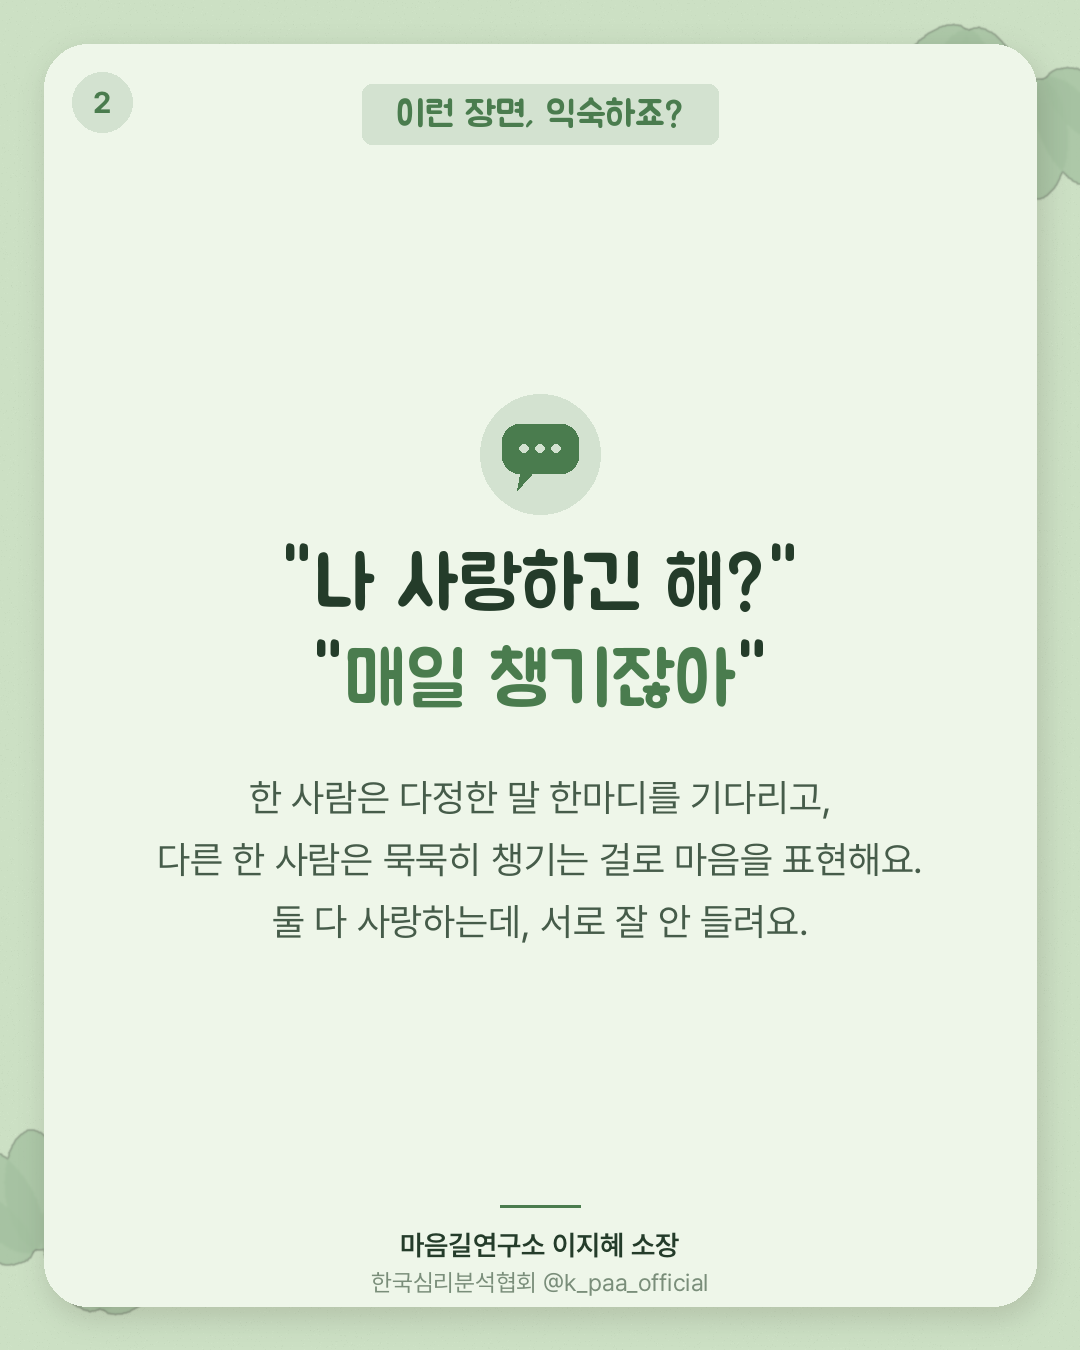 2
이런 장면, 익숙하죠?
"나 사랑하긴 해?"
"매일 챙기잖아"
한 사람은 다정한 말 한마디를 기다리고,
다른 한 사람은 묵묵히 챙기는 걸로 마음을 표현해요.
둘 다 사랑하는데, 서로 잘 안 들려요.
마음길연구소 이지혜 소장
한국심리분석협회 @k_paa_official